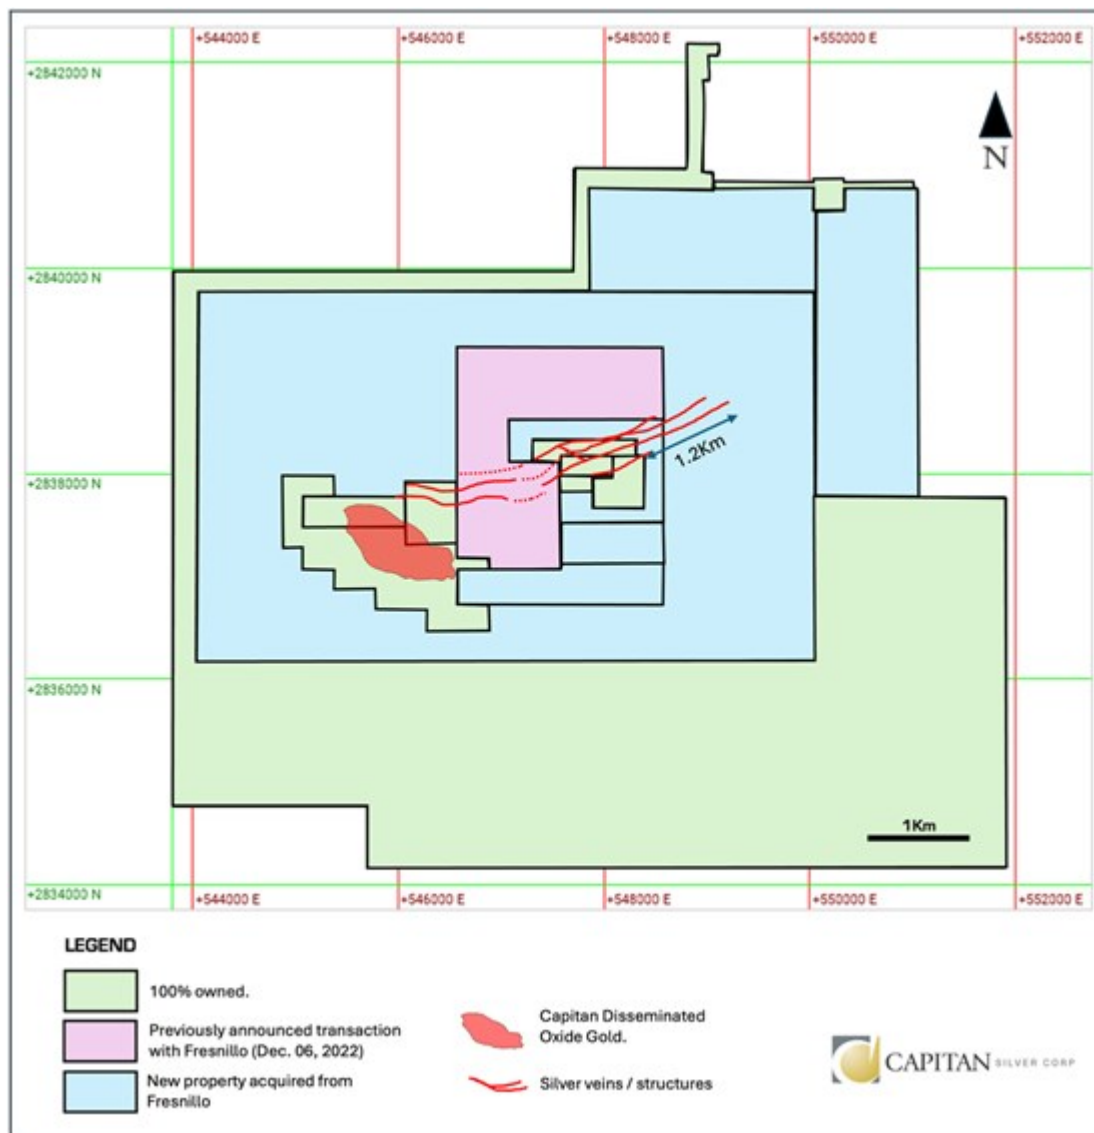 +544000 E
+546000 E
+548000 E
+550000 E
+552000 E
+2842000 N
N
+2840000 N
1.2Km
+2838000 N
+2836000 N
1Km
+2834000 N
+544000 E
+546000 E
+548000 E
+550000 E
+552000 E
LEGEND
100% owned.
Previously announced transaction
with Fresnillo (Dec. 06, 2022)
New property acquired from
Fresnillo
Capitan Disseminated
Oxide Gold.
Silver veins / structures
CAPITAN SILVER CORP